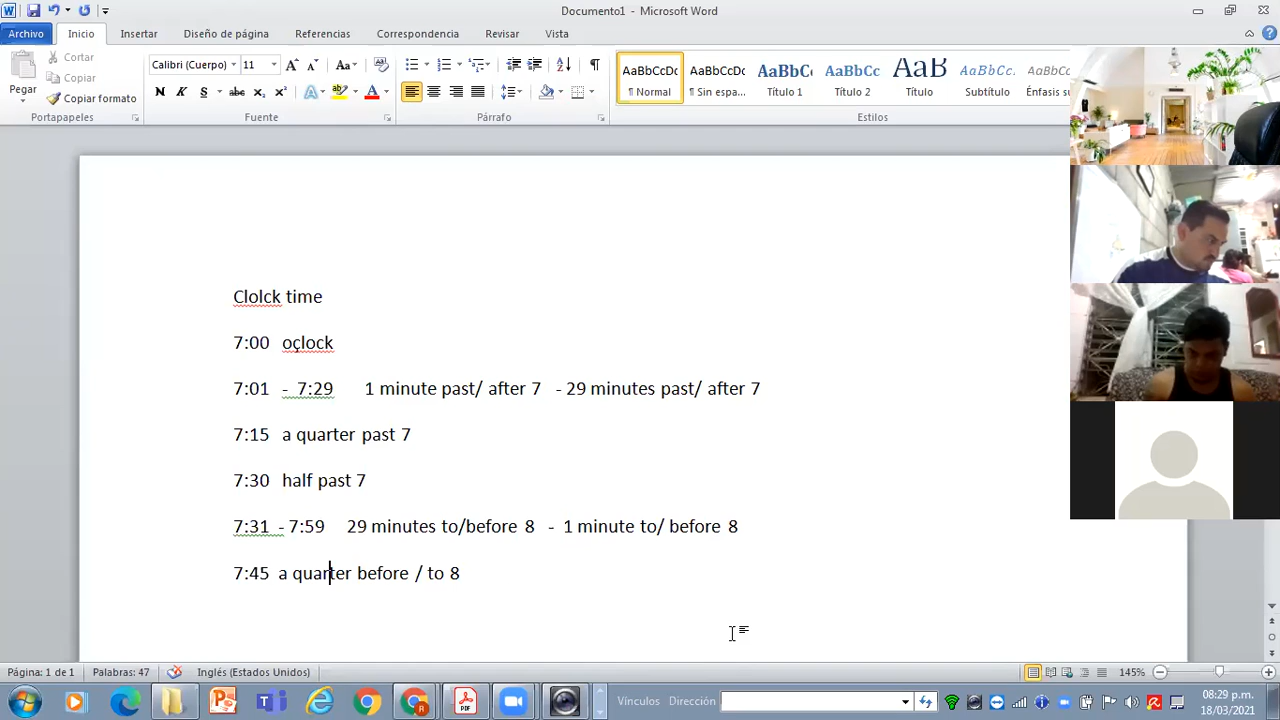 Documento1 - Microsoft Word
Archivo Inicio Insertar Diseño de página Referencias Correspondencia Revisar Vista
Pegar
Cortar
Copiar
Copiar formato
Portapapeles
Calibri (Cuerpo) 11
N K S abc x₂ x² A A
Fuente
Párrafo
AaBbCcDc AaBbCcDc AaBbC AaBbCc AaB AaBbCc AaBbCc
¶ Normal ¶ Sin espa... Título 1 Título 2 Título Subtítulo Énfasis
Estilos
Clolck time
7:00 oçlock
7:01 - 7:29 1 minute past/ after 7 - 29 minutes past/ after 7
7:15 a quarter past 7
7:30 half past 7
7:31 - 7:59 29 minutes to/before 8 - 1 minute to/ before 8
7:45 a quarter before / to 8
Página: 1 de 1 Palabras: 47 Inglés (Estados Unidos) 145%
Vínculos Dirección
08:29 p.m.
18/03/2021